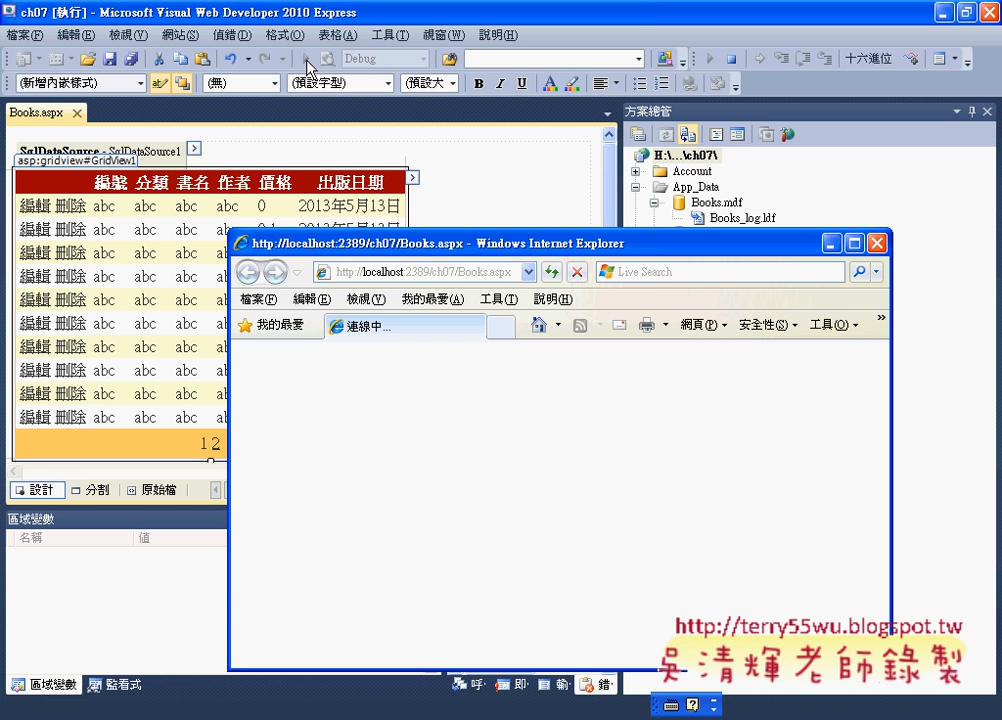 ch07 [執行] - Microsoft Visual Web Developer 2010 Express
檔案(F) 編輯(E) 檢視(V) 網站(S) 偵錯(D) 格式(O) 表格(A) 工具(T) 視窗(W) 說明(H)
Debug 十六進位
(新增內嵌樣式) (無) (預設字型) (預設大 B I U A
Books.aspx
方案總管
SqlDataSource - SqlDataSource1
asp:gridview#GridView1
編號 分類 書名 作者 價格 出版日期
編輯 刪除 abc abc abc abc 0 2013年5月13日
編輯 刪除 abc abc abc
編輯 刪除 abc abc abc
編輯 刪除 abc abc abc
編輯 刪除 abc abc abc
編輯 刪除 abc abc abc
編輯 刪除 abc abc abc
編輯 刪除 abc abc abc
編輯 刪除 abc abc abc
編輯 刪除 abc abc abc
1 2
設計 分割 原始檔
區域變數
名稱 值
區域變數 監看式
呼· 即· 輸· 錯·
H:\...\ch07\
Account
App_Data
Books.mdf
Books_log.ldf
http://localhost:2389/ch07/Books.aspx - Windows Internet Explorer
http://localhost:2389/ch07/Books.aspx Live Search
檔案(F) 編輯(E) 檢視(V) 我的最愛(A) 工具(T) 說明(H)
我的最愛 連線中... 網頁(P) 安全性(S) 工具(O) »
http://terry55wu.blogspot.tw
吳清輝老師錄製